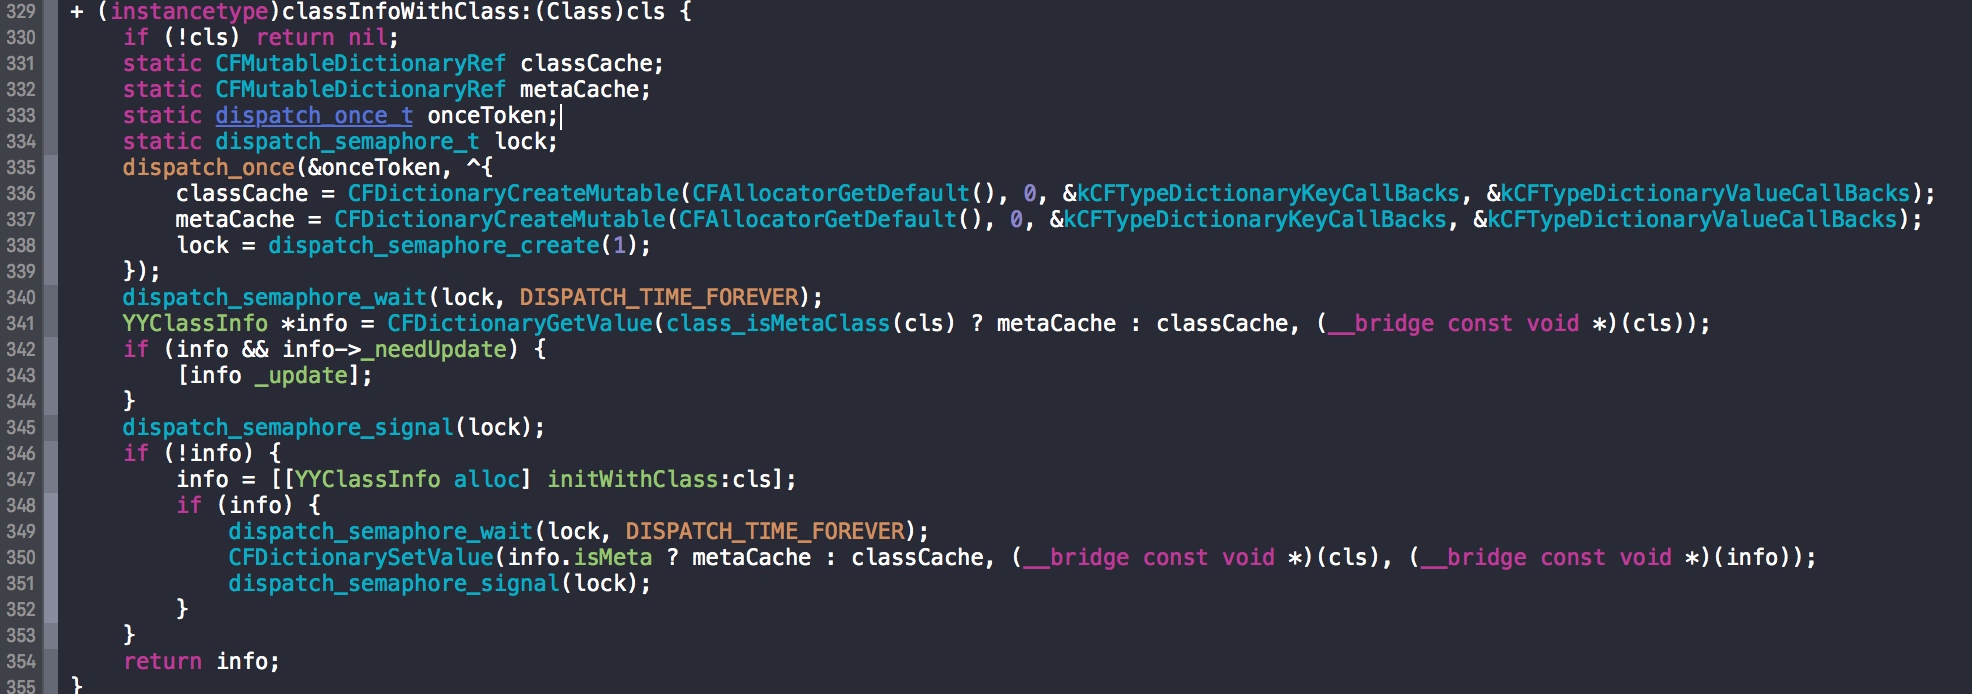 329 + (instancetype)classInfoWithClass:(Class)cls {
330 if (!cls) return nil;
331 static CFMutableDictionaryRef classCache;
332 static CFMutableDictionaryRef metaCache;
333 static dispatch_once_t onceToken;
334 static dispatch_semaphore_t lock;
335 dispatch_once(&onceToken, ^{
336 classCache = CFDictionaryCreateMutable(CFAllocatorGetDefault(), 0, &kCFTypeDictionaryKeyCallBacks, &kCFTypeDictionaryValueCallBacks);
337 metaCache = CFDictionaryCreateMutable(CFAllocatorGetDefault(), 0, &kCFTypeDictionaryKeyCallBacks, &kCFTypeDictionaryValueCallBacks);
338 lock = dispatch_semaphore_create(1);
339 });
340 dispatch_semaphore_wait(lock, DISPATCH_TIME_FOREVER);
341 YYClassInfo *info = CFDictionaryGetValue(class_isMetaClass(cls) ? metaCache : classCache, (__bridge const void *)(cls));
342 if (info && info->_needUpdate) {
343 [info _update];
344 }
345 dispatch_semaphore_signal(lock);
346 if (!info) {
347 info = [[YYClassInfo alloc] initWithClass:cls];
348 if (info) {
349 dispatch_semaphore_wait(lock, DISPATCH_TIME_FOREVER);
350 CFDictionarySetValue(info.isMeta ? metaCache : classCache, (__bridge const void *)(cls), (__bridge const void *)(info));
351 dispatch_semaphore_signal(lock);
352 }
353 }
354 return info;
355 }